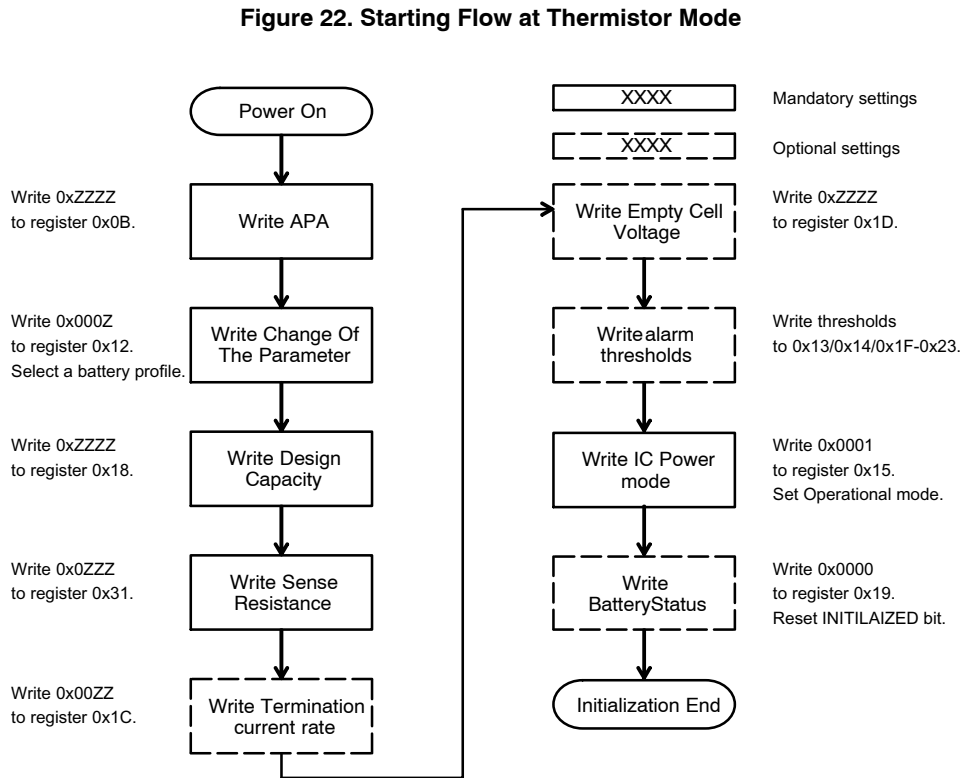 Figure 22. Starting Flow at Thermistor Mode
Power On
Write 0xZZZZ
to register 0x0B.
Write APA
Write 0x000Z
to register 0x12.
Select a battery profile.
Write Change Of
The Parameter
Write 0xZZZZ
to register 0x18.
Write Design
Capacity
Write 0x0ZZZ
to register 0x31.
Write Sense
Resistance
Write 0x00ZZ
to register 0x1C.
Write Termination
current rate
XXXX
Mandatory settings
XXXX
Optional settings
Write Empty Cell
Voltage
Write 0xZZZZ
to register 0x1D.
Writealarm
thresholds
Write thresholds
to 0x13/0x14/0x1F-0x23.
Write IC Power
mode
Write 0x0001
to register 0x15.
Set Operational mode.
Write
BatteryStatus
Write 0x0000
to register 0x19.
Reset INITILAIZED bit.
Initialization End